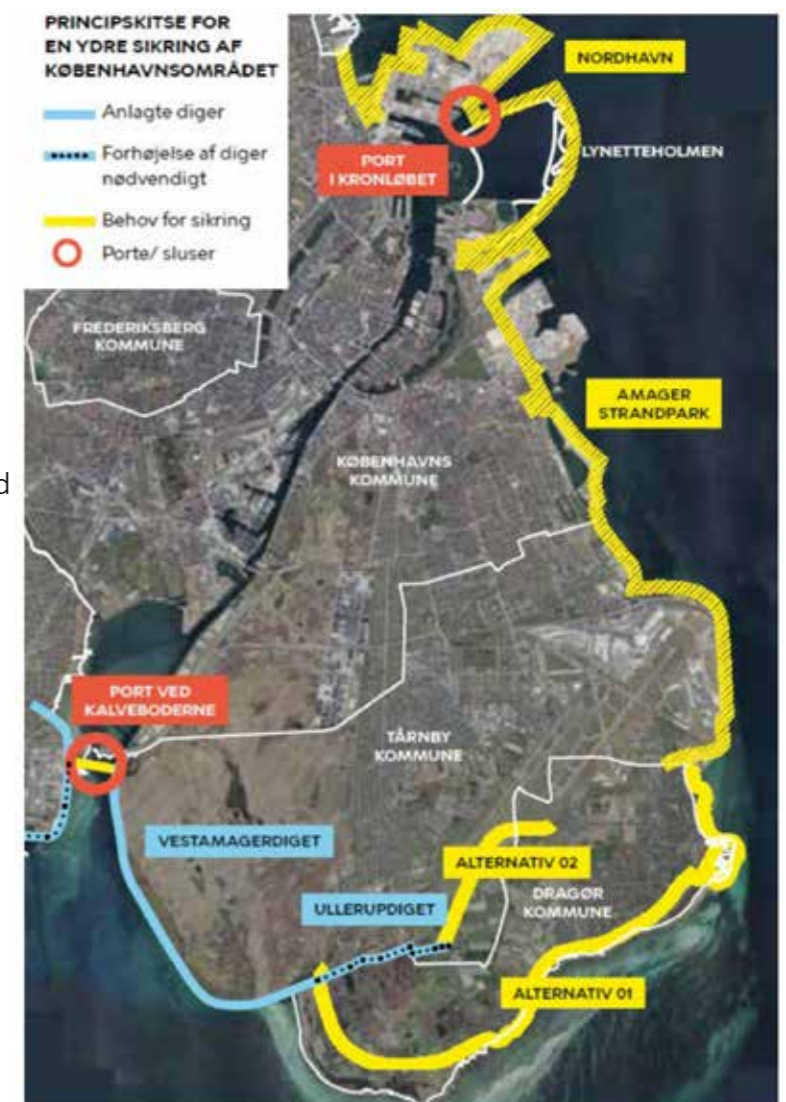 PRINCIPSKITSE FOR
EN YDRE SIKRING AF
KØBENHAVNSOMRÅDET
Anlagte diger
Forhøjelse af diger
nødvendigt
Behov for sikring
Porte/ sluser
NORDHAVN
LYNETTEHOLMEN
PORT
I KRONLØBET
FREDERIKSBERG
KOMMUNE
AMAGER
STRANDPARK
KØBENHAVNS
KOMMUNE
d
PORT VED
KALVEBODERNE
TÅRNBY
KOMMUNE
VESTAMAGERDIGET
ALTERNATIV 02
ULLERUPDIGET
DRAGØR
KOMMUNE
ALTERNATIV 01